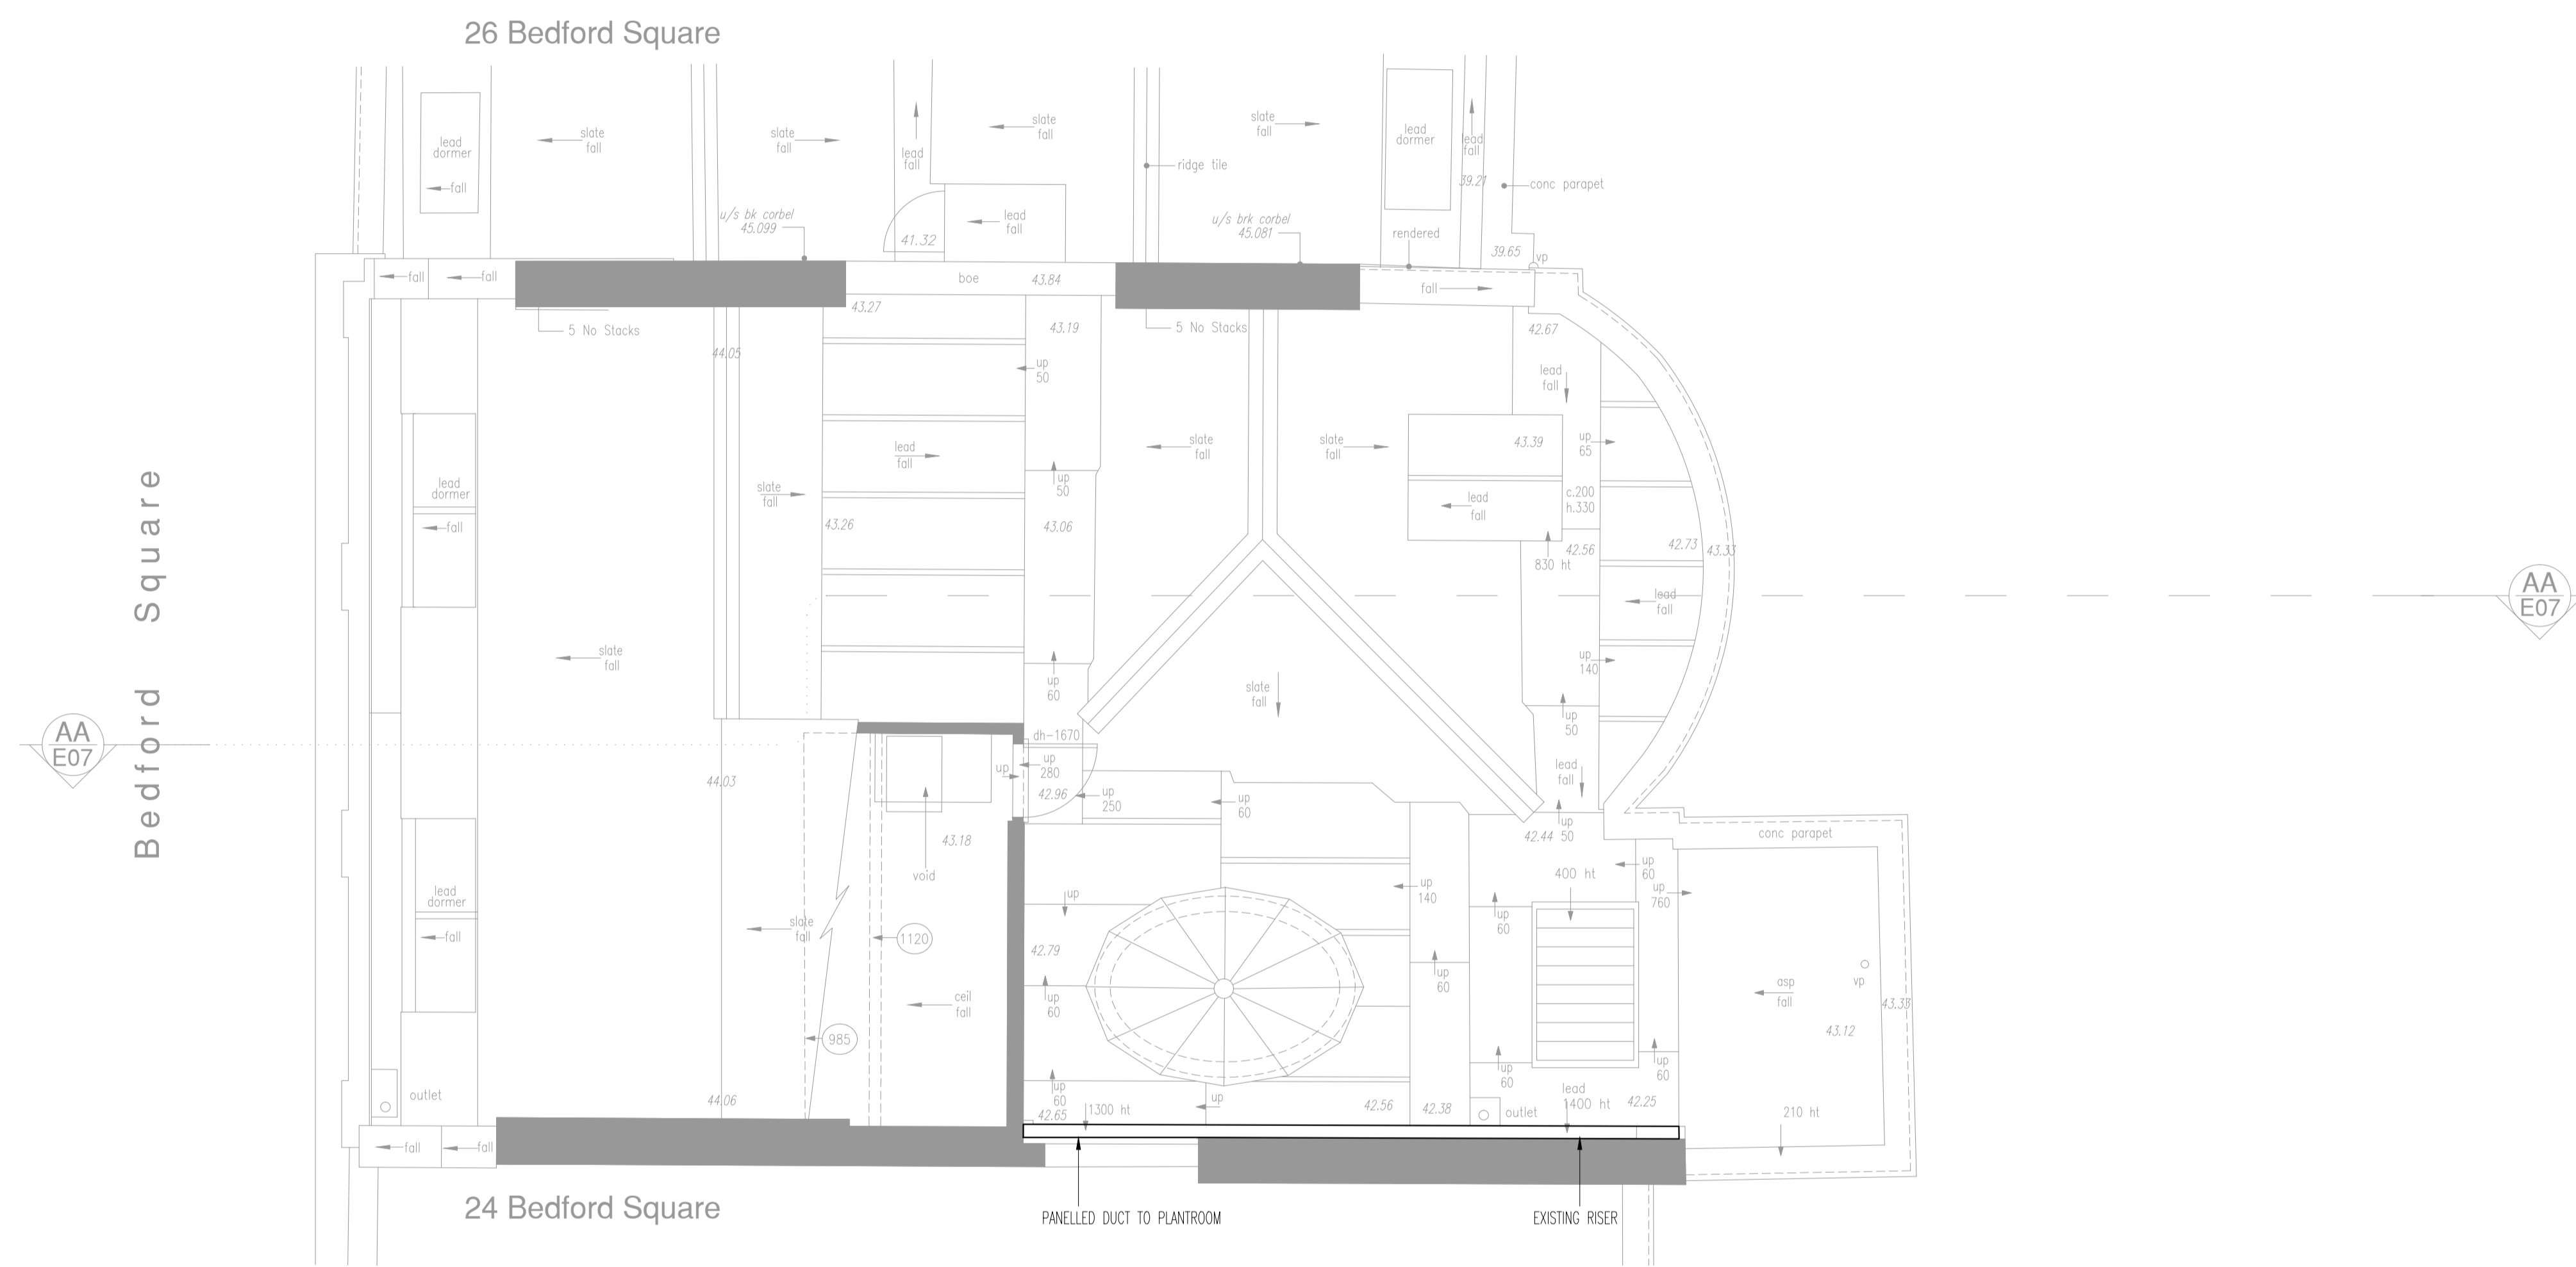 26 Bedford Square
lead
dormer
fall
slate
fall
slate
fall
lead
fall
slate
fall
ridge tile
slate
fall
lead
dormer
lead
fall
39.21
conc parapet
u/s bk corbel
45.099
41.32
lead
fall
u/s brk corbel
45.081
rendered
39.65
vp
fall
fall
boe
43.84
fall
5 No Stacks
43.27
43.19
5 No Stacks
42.67
44.05
up
50
lead
fall
lead
dormer
fall
slate
fall
lead
fall
43.26
up
50
43.06
slate
fall
slate
fall
43.39
lead
fall
up
65
c.200
h.330
42.56
830 ht
42.73
43.33
lead
fall
AA
E07
slate
fall
up
60
slate
fall
up
140
up
50
lead
fall
Bedford Square
AA
E07
44.03
dh-1670
up
up
280
42.96
up
250
up
60
43.18
void
42.44
up
50
conc parapet
400 ht
up
60
up
760
lead
dormer
fall
slate
fall
1120
ceil
fall
985
up
42.79
up
60
up
140
up
60
up
60
asp
fall
vp
43.33
43.12
outlet
44.06
up
60
42.65
1300 ht
up
42.56
42.38
up
60
outlet
lead
1400 ht
up
60
42.25
210 ht
fall
fall
24 Bedford Square
PANELLED DUCT TO PLANTROOM
EXISTING RISER